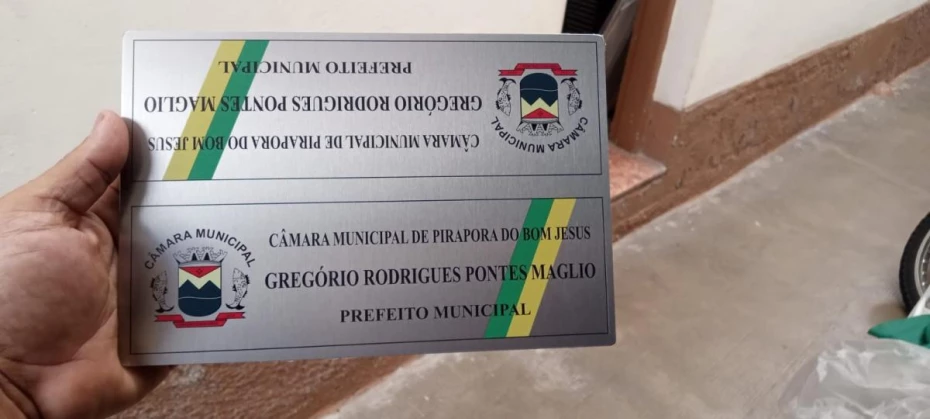 CÂMARA MUNICIPAL DE PIRAPORA DO BOM JESUS
GREGÓRIO RODRIGUES PONTES MAGLIO
PREFEITO MUNICIPAL
CÂMARA MUNICIPAL
CÂMARA MUNICIPAL
CÂMARA MUNICIPAL DE PIRAPORA DO BOM JESUS
GREGÓRIO RODRIGUES PONTES MAGLIO
PREFEITO MUNICIPAL